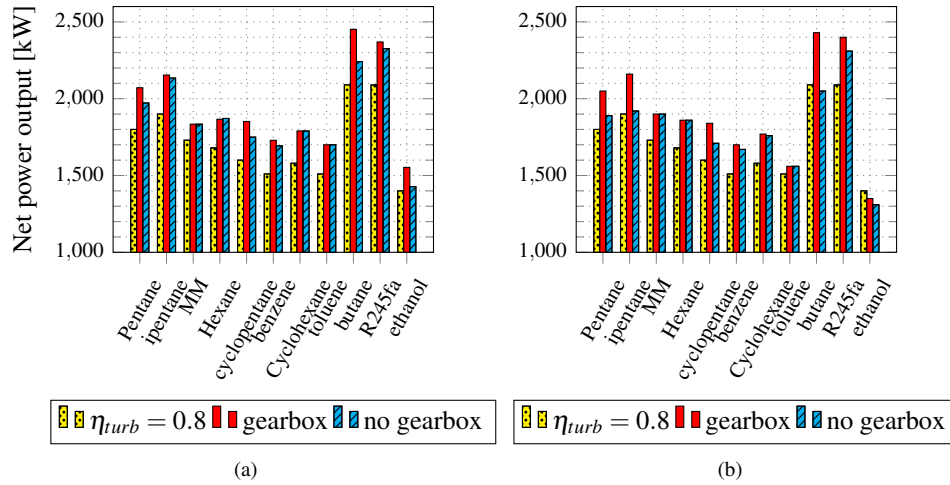 Net power output [kW]
2,500
2,000
1,500
1,000
Pentane
ipentane
MM
Hexane
cyclopentane
benzene
Cyclohexane
toluene
butane
R245fa
ethanol
η_turb = 0.8 gearbox no gearbox
(a)
2,500
2,000
1,500
1,000
Pentane
ipentane
MM
Hexane
cyclopentane
benzene
Cyclohexane
toluene
butane
R245fa
ethanol
η_turb = 0.8 gearbox no gearbox
(b)